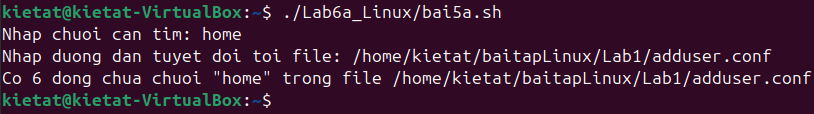 kietat@kietat-VirtualBox:~$ ./Lab6a_Linux/bai5a.sh
Nhap chuoi can tim: home
Nhap duong dan tuyet doi toi file: /home/kietat/baitapLinux/Lab1/adduser.conf
Co 6 dong chua chuoi "home" trong file /home/kietat/baitapLinux/Lab1/adduser.conf
kietat@kietat-VirtualBox:~$